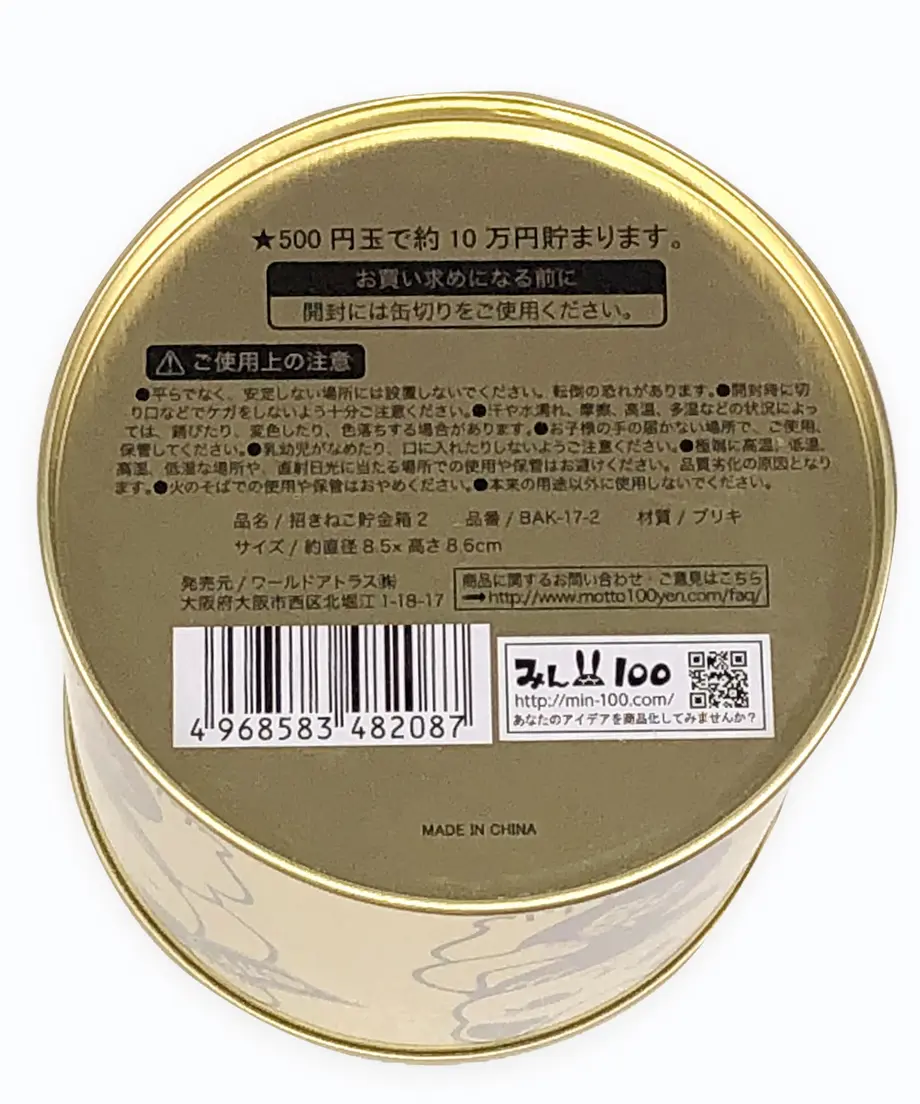 ★500 円玉で約 10 万円貯まります。
お買い求めになる前に
開封には缶切りをご使用ください。
ご使用上の注意
●平らでなく、安定しない場所には設置しないでください。転倒の恐れがあります。●開封時に切
り口などでケガをしないよう十分ご注意ください。●汗や水濡れ、摩擦、高温、多湿などの状況によっ
ては、錆びたり、変色したり、色落ちする場合があります。●お子様の手の届かない場所で、ご使用、
保管してください。●乳幼児がなめたり、口に入れたりしないようご注意ください。●極端に高温、低温、
高湿、低湿な場所や、直射日光に当たる場所での使用や保管はお避けください。品質劣化の原因となり
ます。●火のそばでの使用や保管はおやめください。●本来の用途以外に使用しないでください。
品名 / 招きねこ貯金箱 2 品番 / BAK-17-2 材質 / ブリキ
サイズ / 約直径 8.5× 高さ 8.6cm
発売元 / ワールドアトラス㈱
大阪府大阪市西区北堀江 1-18-17
商品に関するお問い合わせ・ご意見はこちら
➡http://www.motto100yen.com/faq/
4 968583 482087
みん 100
http://min-100.com/
あなたのアイデアを商品化してみませんか?
MADE IN CHINA